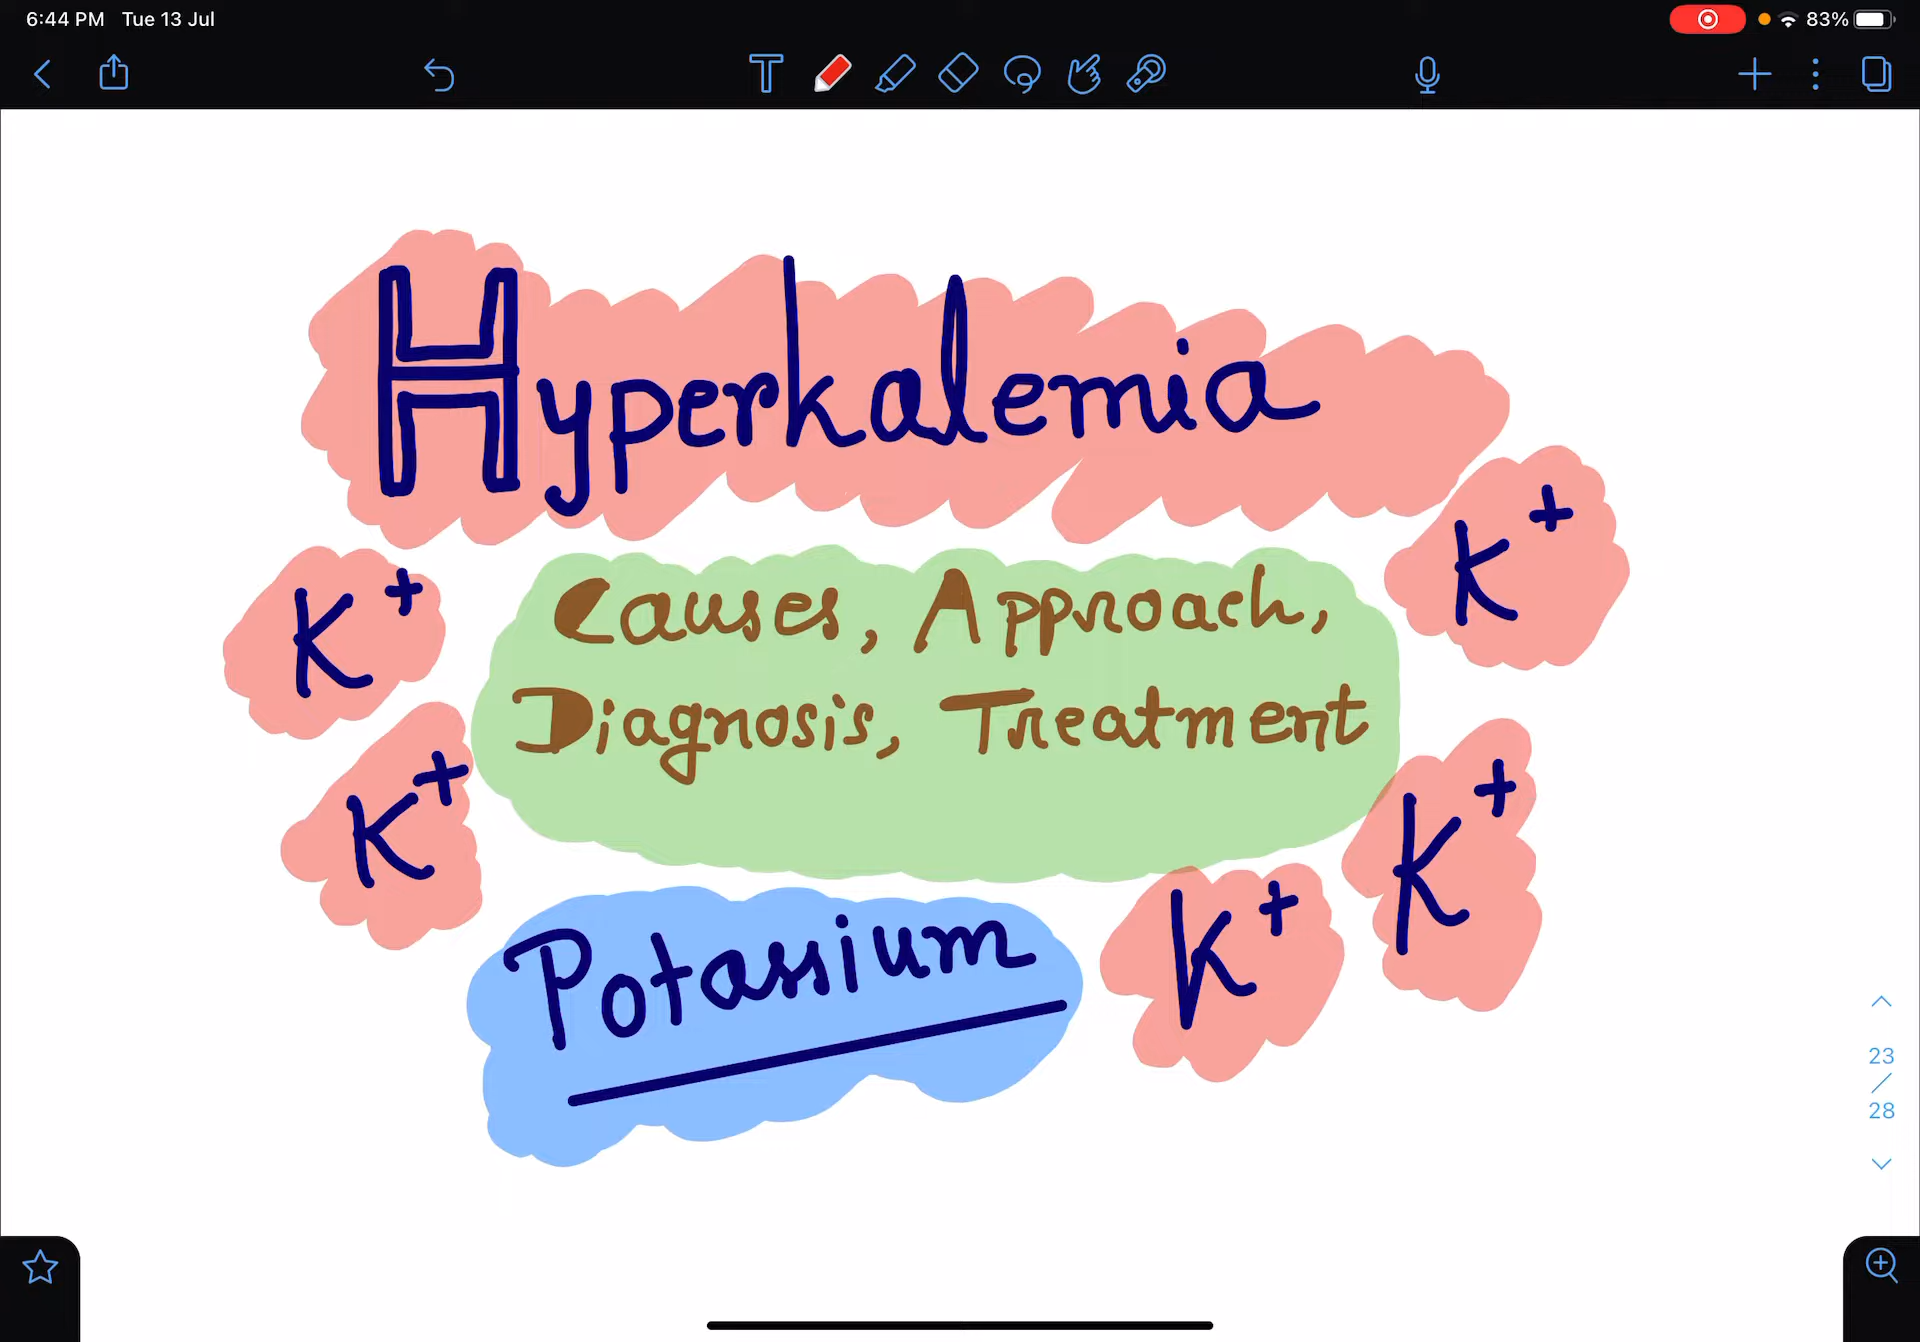 6:44 PM Tue 13 Jul
83%
Hyperkalemia
K+
K+
Causes, Approach,
Diagnosis, Treatment
K+
K+
K+
Potassium
23
/
28